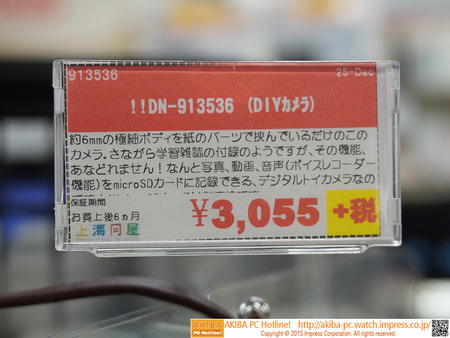 913536 25-Dec
!!DN-913536 (DIYカメラ)
約6mmの極細ボディを紙のパーツで挟んでいるだけのこの
カメラ。さながら学習雑誌の付録のようですが、その機能、
あなどれません!なんと写真、動画、音声(ボイスレコーダー
機能)をmicroSDカードに記録できる、デジタルトイカメラなの
保証期間
お買上後6ヵ月
¥3,055 +税
上海問屋
AKIBA PC Hotline! AKIBA PC Hotline! http://akiba-pc.watch.impress.co.jp/
Copyright © 2015 Impress Corporation. All rights reserved.